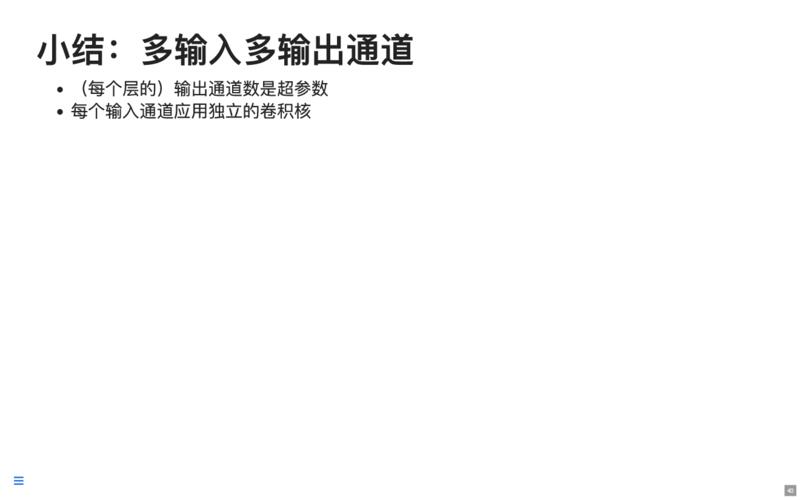 小结：多输入多输出通道
• （每个层的）输出通道数是超参数
• 每个输入通道应用独立的卷积核
40